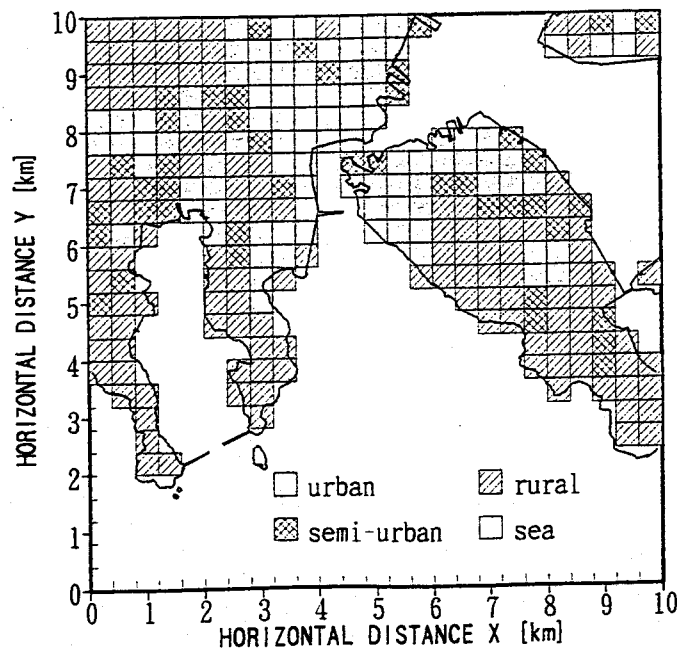 10
9
8
7
6
5
4
3
2
1
0
HORIZONTAL DISTANCE Y [km]
urban
rural
semi-urban
sea
0 1 2 3 4 5 6 7 8 9 10
HORIZONTAL DISTANCE X [km]